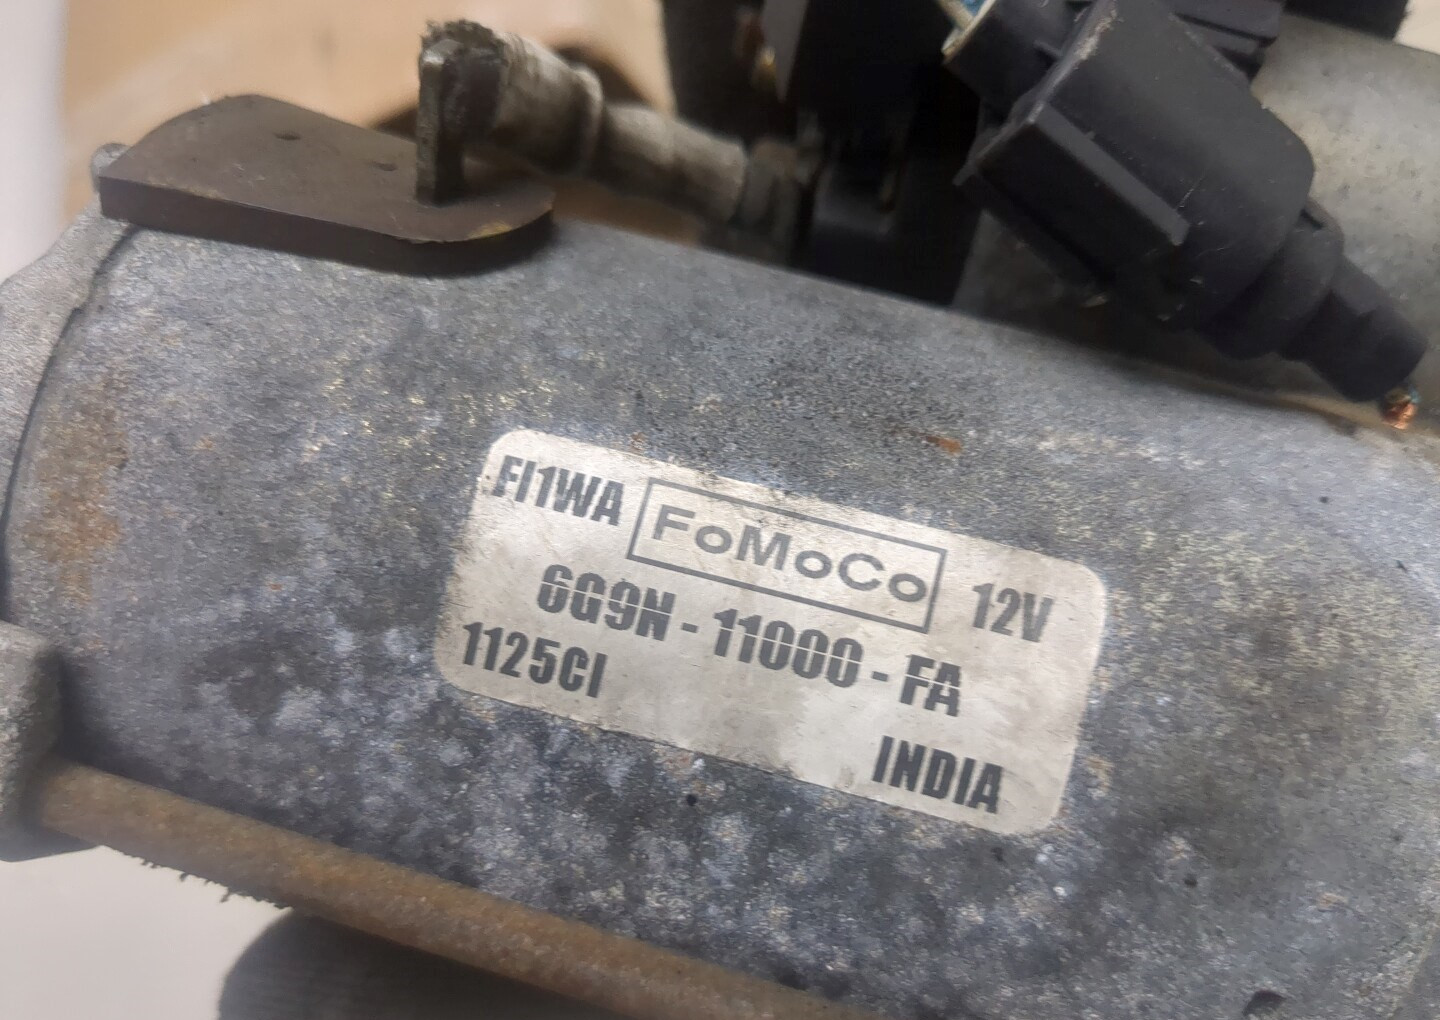 FI1WA FoMoCo 12V
6G9N-11000-FA
1125CI
INDIA